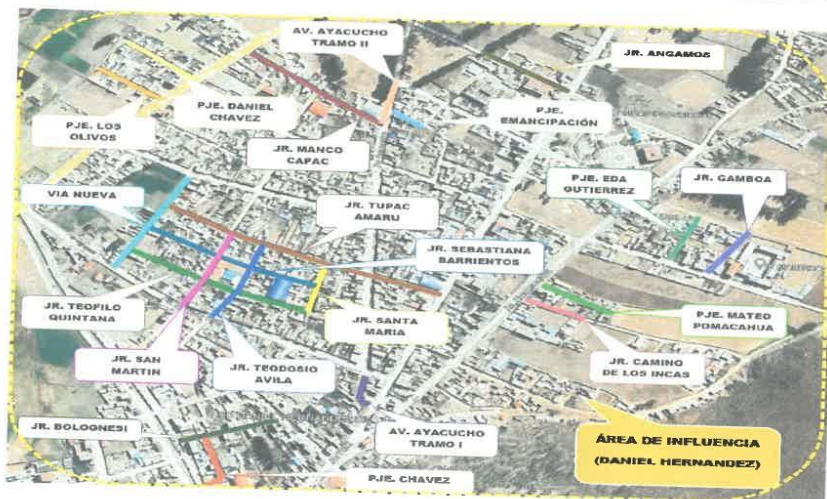 AV. AYACUCHO
TRAMO II
JR. ANGAMOS
PJE. DANIEL
CHAVEZ
PJE. LOS
OLIVOS
PJE.
EMANCIPACIÓN
JR. MANCO
CAPAC
PJE. EDA
GUTIERREZ
JR. GAMBOA
VIA NUEVA
JR. TUPAC
AMARU
JR. SEBASTIANA
BARRIENTOS
JR. TEOFILO
QUINTANA
JR. SANTA
MARIA
PJE. MATEO
POMACAHUA
JR. SAN
MARTIN
JR. TEODOSIO
AVILA
JR. CAMINO
DE LOS INCAS
JR. BOLOGNESI
AV. AYACUCHO
TRAMO I
ÁREA DE INFLUENCIA
(DANIEL HERNANDEZ)
PJE. CHAVEZ